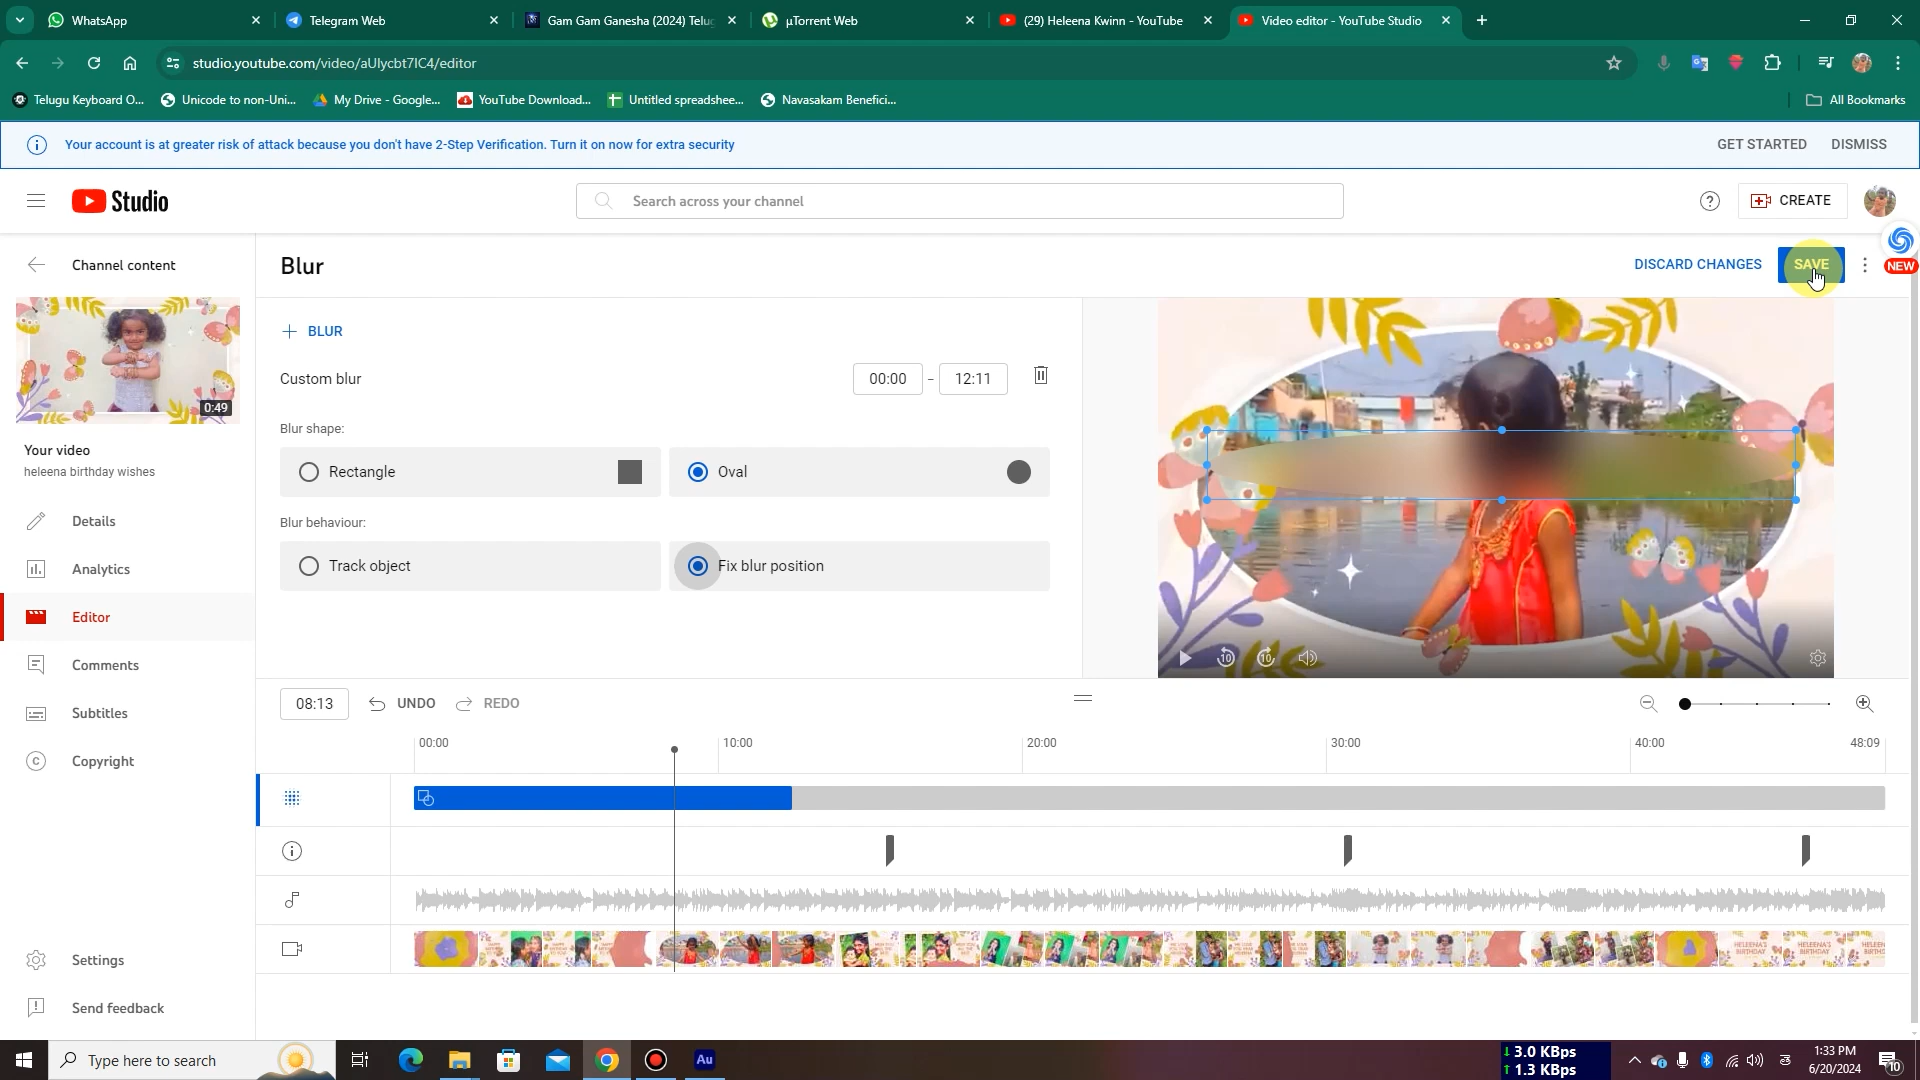 WhatsApp
Telegram Web
Gam Gam Ganesha (2024) Telug
µTorrent Web
(29) Heleena Kwinn - YouTube
Video editor - YouTube Studio
studio.youtube.com/video/aUlycbt7IC4/editor
Telugu Keyboard O...
Unicode to non-Uni...
My Drive - Google...
YouTube Download...
Untitled spreadshee...
Navasakam Benefici...
All Bookmarks
Your account is at greater risk of attack because you don't have 2-Step Verification. Turn it on now for extra security
GET STARTED
DISMISS
Studio
Search across your channel
CREATE
Channel content
Blur
DISCARD CHANGES
SAVE
NEW
BLUR
Custom blur
00:00 - 12:11
0:49
Blur shape:
Your video
heleena birthday wishes
Rectangle
Oval
Blur behaviour:
Details
Track object
Fix blur position
Analytics
Editor
Comments
10
10
Subtitles
08:13
UNDO
REDO
00:00
10:00
20:00
30:00
40:00
48:09
Copyright
Settings
Send feedback
Type here to search
Au
3.0 KBps
1.3 KBps
1:33 PM
6/20/2024
10